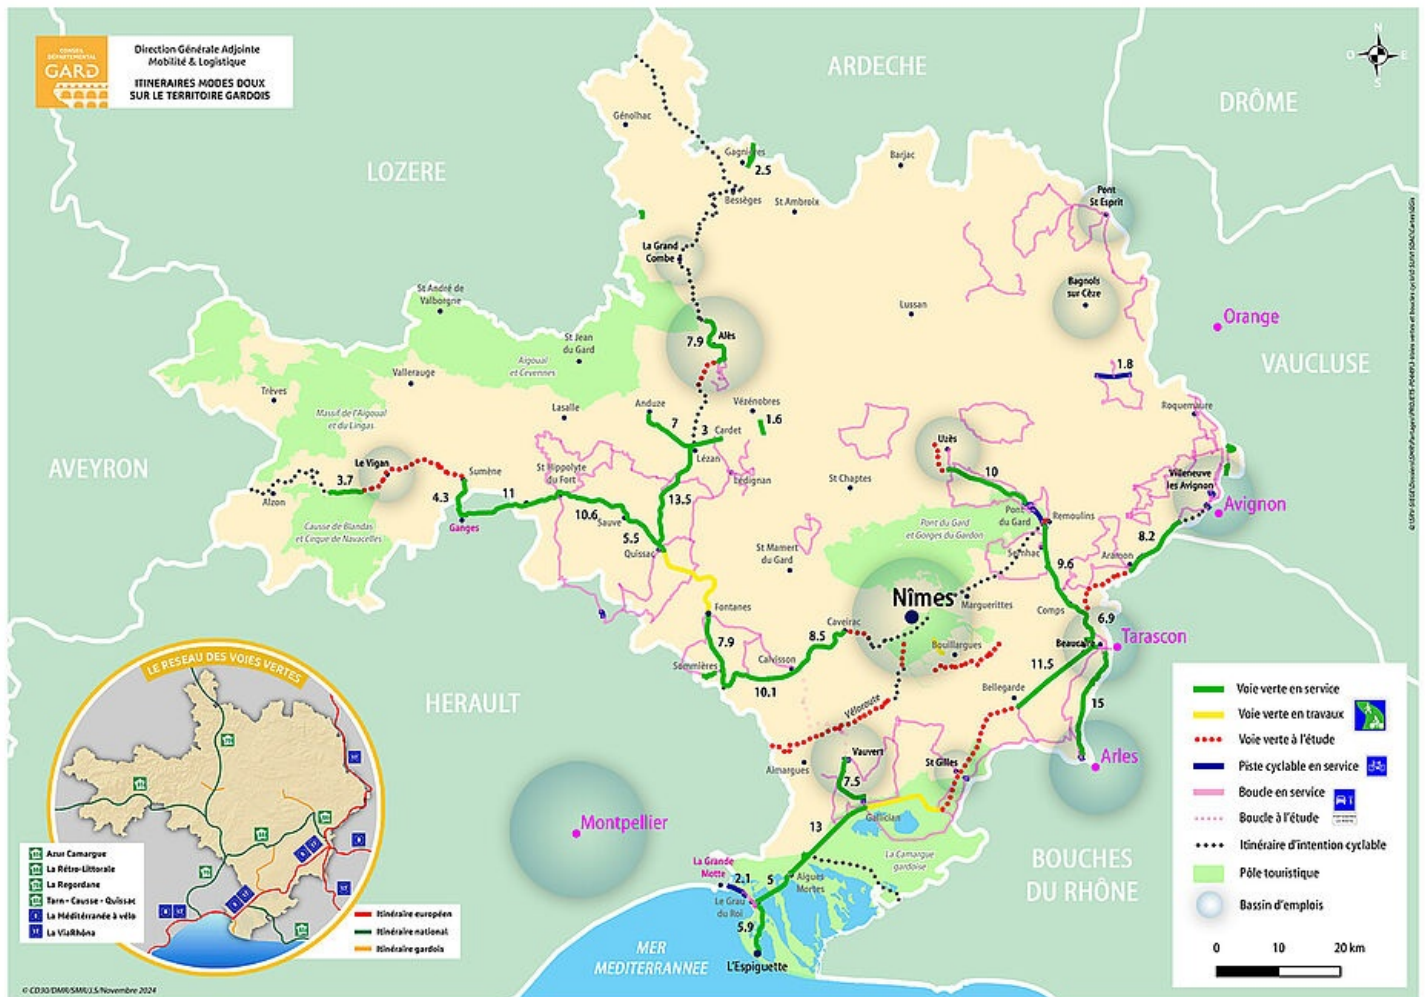 CONSEIL
DÉPARTEMENTAL
GARD
Direction Générale Adjointe
Mobilité & Logistique
ITINERAIRES MODES DOUX
SUR LE TERRITOIRE GARDOIS
N
O
E
S
ARDECHE
DRÔME
LOZERE
Génolhac
Gagnières
2.5
Barjac
Bessèges
St Ambroix
Pont
St Esprit
La Grand
Combe
Bagnols
sur Cèze
St André de
Valborgne
Lussan
Orange
7.9
Alès
St Jean
du Gard
Aigoual
et Cevennes
VAUCLUSE
1.8
Vallerauge
Trèves
Massif de l'Aigoual
et du Lingas
Lasalle
Anduze
Vézénobres
1.6
7
3
Cardet
Roquemaure
Uzès
AVEYRON
Le Vigan
Lézan
3.7
Sumène
St Hippolyte
du Fort
Lédignan
St Chaptes
10
Villeneuve
lès Avignon
Alzon
4.3
11
13.5
Avignon
Ganges
10.6
Sauve
5.5
Quissac
Causse de Blandas
et Cirque de Navacelles
Pont du Gard
et Gorges du Gardon
Pont
du Gard
Remoulins
8.2
St Mamert
du Gard
Sernhac
9.6
Aramon
Nîmes
Marguerittes
Fontanes
Comps
6.9
Caveirac
8.5
7.9
Bouillargues
Beaucaire
Tarascon
Sommières
Calvisson
11.5
10.1
Bellegarde
15
HERAULT
Véloroute
Vauvert
Aimargues
St Gilles
Arles
7.5
Gallician
Montpellier
13
La Camargue
gardoise
BOUCHES
DU RHÔNE
La Grande
Motte
2.1
5
Aigues
Mortes
Le Grau
du Roi
5.9
MER
MEDITERRANNEE
L'Espiguette
LE RESEAU DES VOIES VERTES
Azur Camargue
La Rétro-Littorale
La Regordane
Tarn - Causse - Quissac
8
La Méditérranée à vélo
17
La ViaRhôna
Itinéraire européen
Itinéraire national
Itinéraire gardois
Voie verte en service
Voie verte en travaux
Voie verte à l'étude
Piste cyclable en service
Boucle en service
Boucle à l'étude
Itinéraire d'intention cyclable
Pôle touristique
Bassin d'emplois
0
10
20 km
© CD30/DMR/SMR/J.S/Novembre 2024